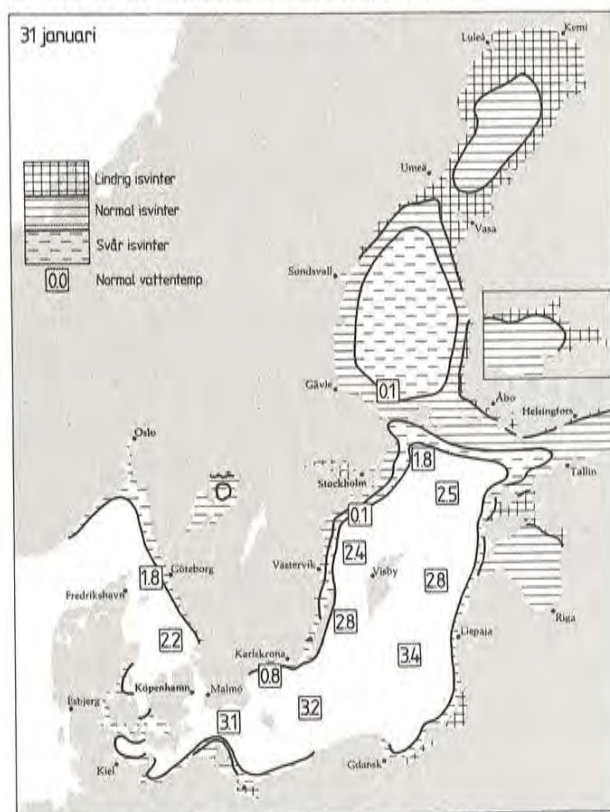 31 januari
Kemi
Luleå
Lindrig isvinter
Umeå
Normal isvinter
Vasa
Svår isvinter
0.0 Normal vattentemp
Sundsvall
Gävle
0.1
Åbo
Helsingfors
Oslo
1.8
Stockholm
Tallin
2.5
0.1
2.4
Västervik
Visby
2.8
1.8
Göteborg
Fredrikshavn
2.8
Riga
2.2
Liepaja
3.4
Karlskrona
0.8
Esbjerg
Köpenhamn
Malmö
3.1
3.2
Kiel
Gdansk